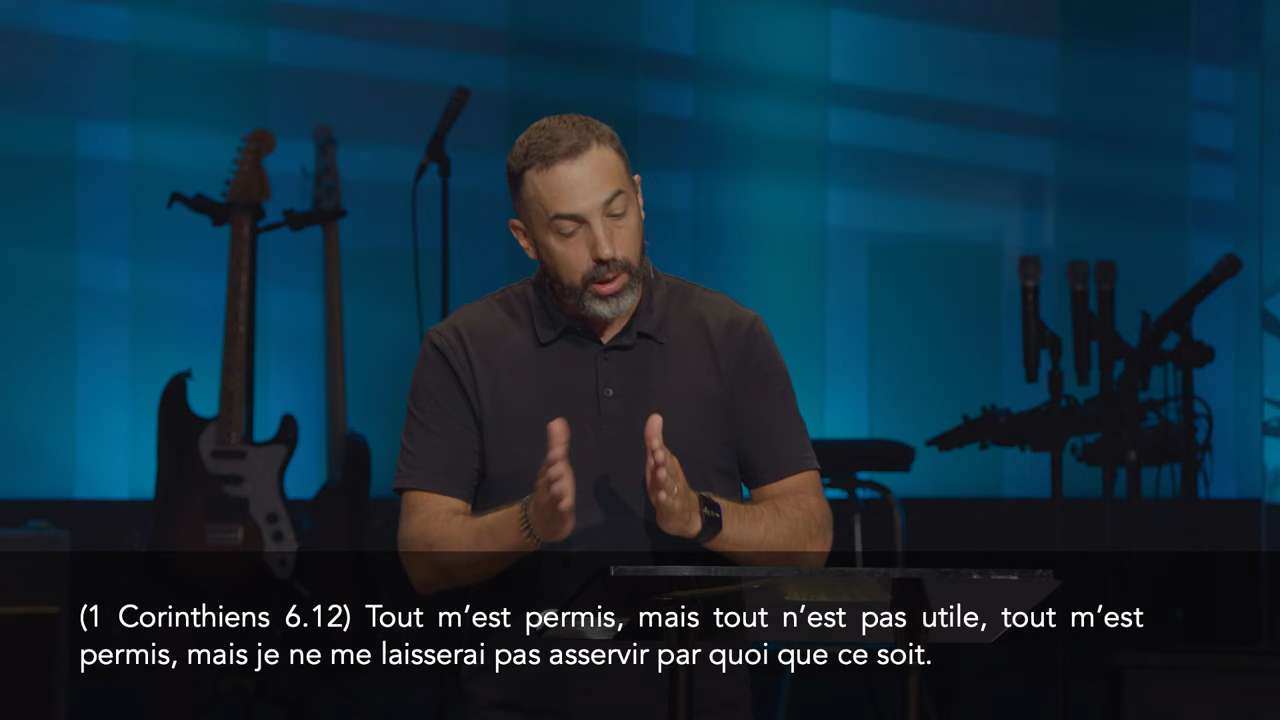 (1 Corinthiens 6.12) Tout m’est permis, mais tout n’est pas utile, tout m’est
permis, mais je ne me laisserai pas asservir par quoi que ce soit.